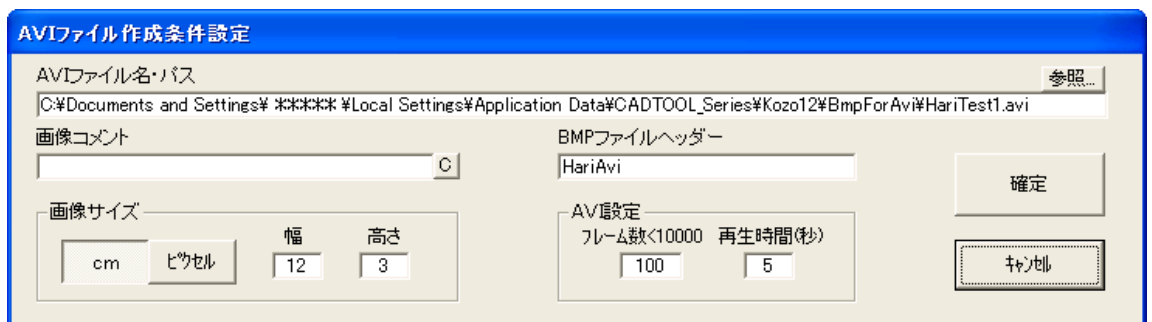 AVIファイル作成条件設定
AVIファイル名・パス
参照...
C:¥Documents and Settings¥ ***** ¥Local Settings¥Application Data¥CADTOOL_Series¥Kozo12¥BmpForAvi¥HariTest1.avi
画像コメント
BMPファイルヘッダー
C
HariAvi
確定
画像サイズ
AVI設定
幅
高さ
フレーム数<10000
再生時間(秒)
cm
ピクセル
12
3
100
5
キャンセル